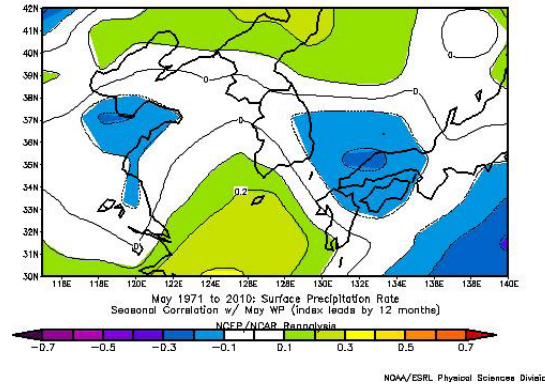 42N
41N
40N
39N
38N
37N
36N
35N
34N
33N
32N
31N
30N
0
0
0
0
0.2
0
118E 120E 122E 124E 126E 128E 130E 132E 134E 136E 138E 140E
May 1971 to 2010: Surface Precipitation Rate
Seasonal Correlation w/ May WP (index leads by 12 months)
NCEP/NCAR Reanalysis
-0.7 -0.5 -0.3 -0.1 0.1 0.3 0.5 0.7
NOAA/ESRL Physical Sciences Divisio